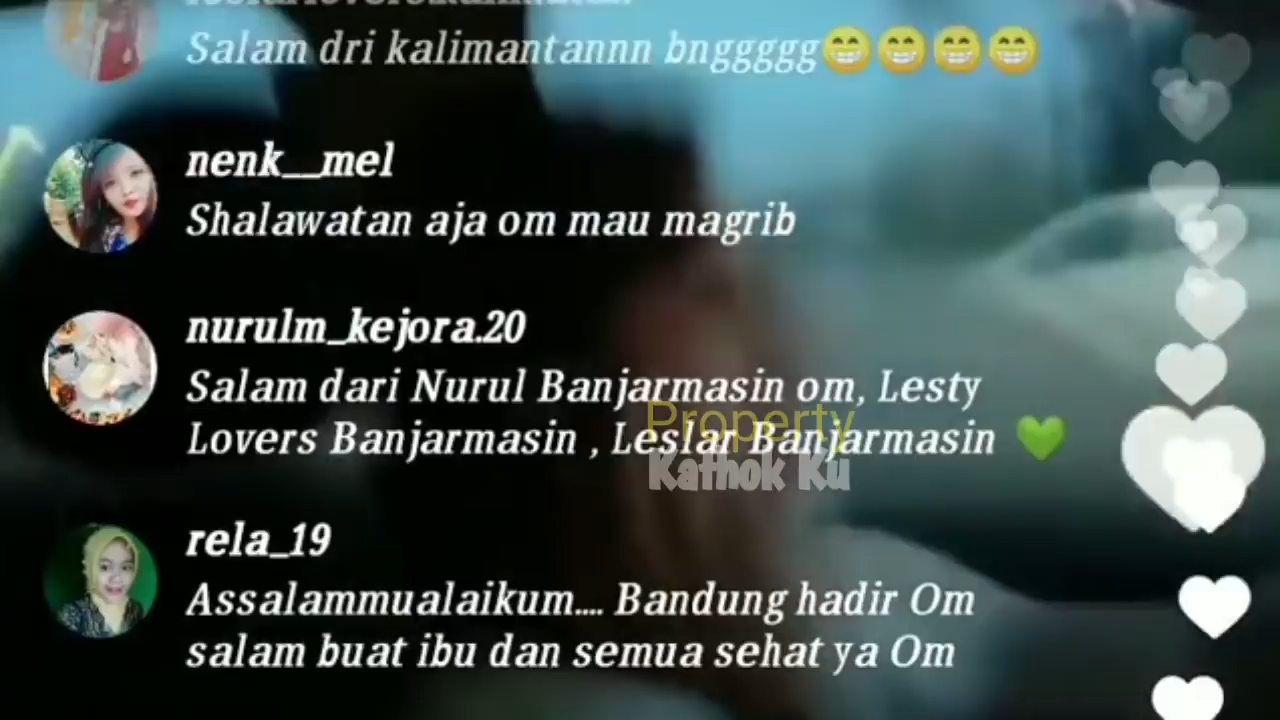 Salam dri kalimantannn bnggggg😁😁😁😁
nenk__mel
Shalawatan aja om mau magrib
nurulm_kejora.20
Salam dari Nurul Banjarmasin om, Lesty
Lovers Banjarmasin , Leslar Banjarmasin 💚
Property
Kathok Ku
rela_19
Assalammualaikum.... Bandung hadir Om
salam buat ibu dan semua sehat ya Om